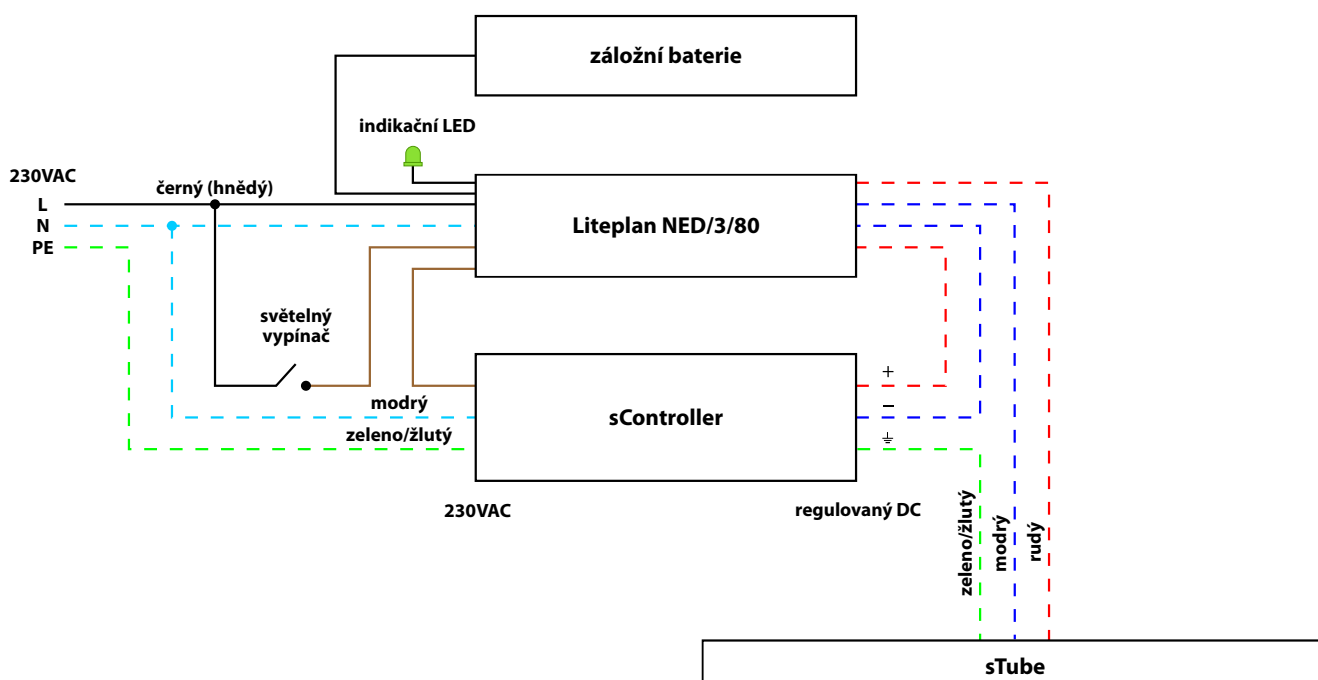 záložní baterie
indikační LED
230VAC
černý (hnědý)
L
N
PE
Liteplan NED/3/80
světelný
vypínač
+
modrý
−
sController
zeleno/žlutý
230VAC
regulovaný DC
zeleno/žlutý
modrý
rudý
sTube